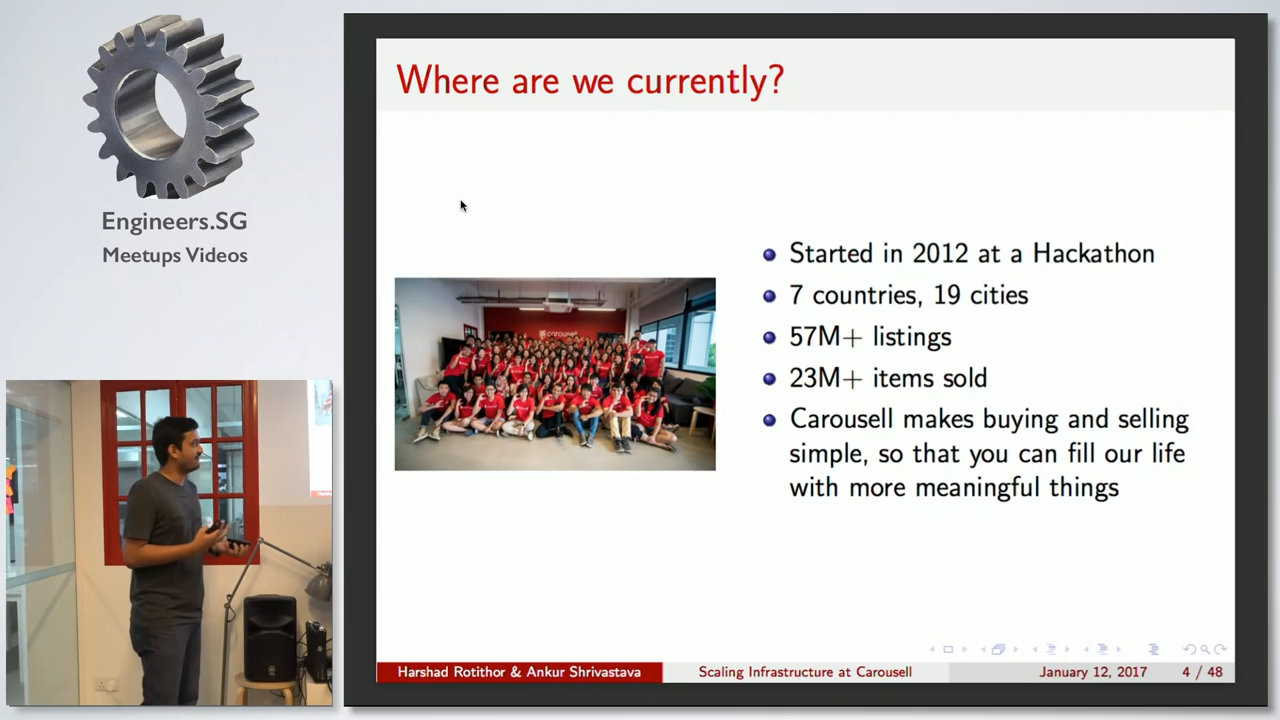 Engineers.SG
Meetups Videos
Where are we currently?
carousell
Started in 2012 at a Hackathon
7 countries, 19 cities
57M+ listings
23M+ items sold
Carousell makes buying and selling
simple, so that you can fill our life
with more meaningful things
Harshad Rotithor & Ankur Shrivastava
Scaling Infrastructure at Carousell
January 12, 2017
4 / 48